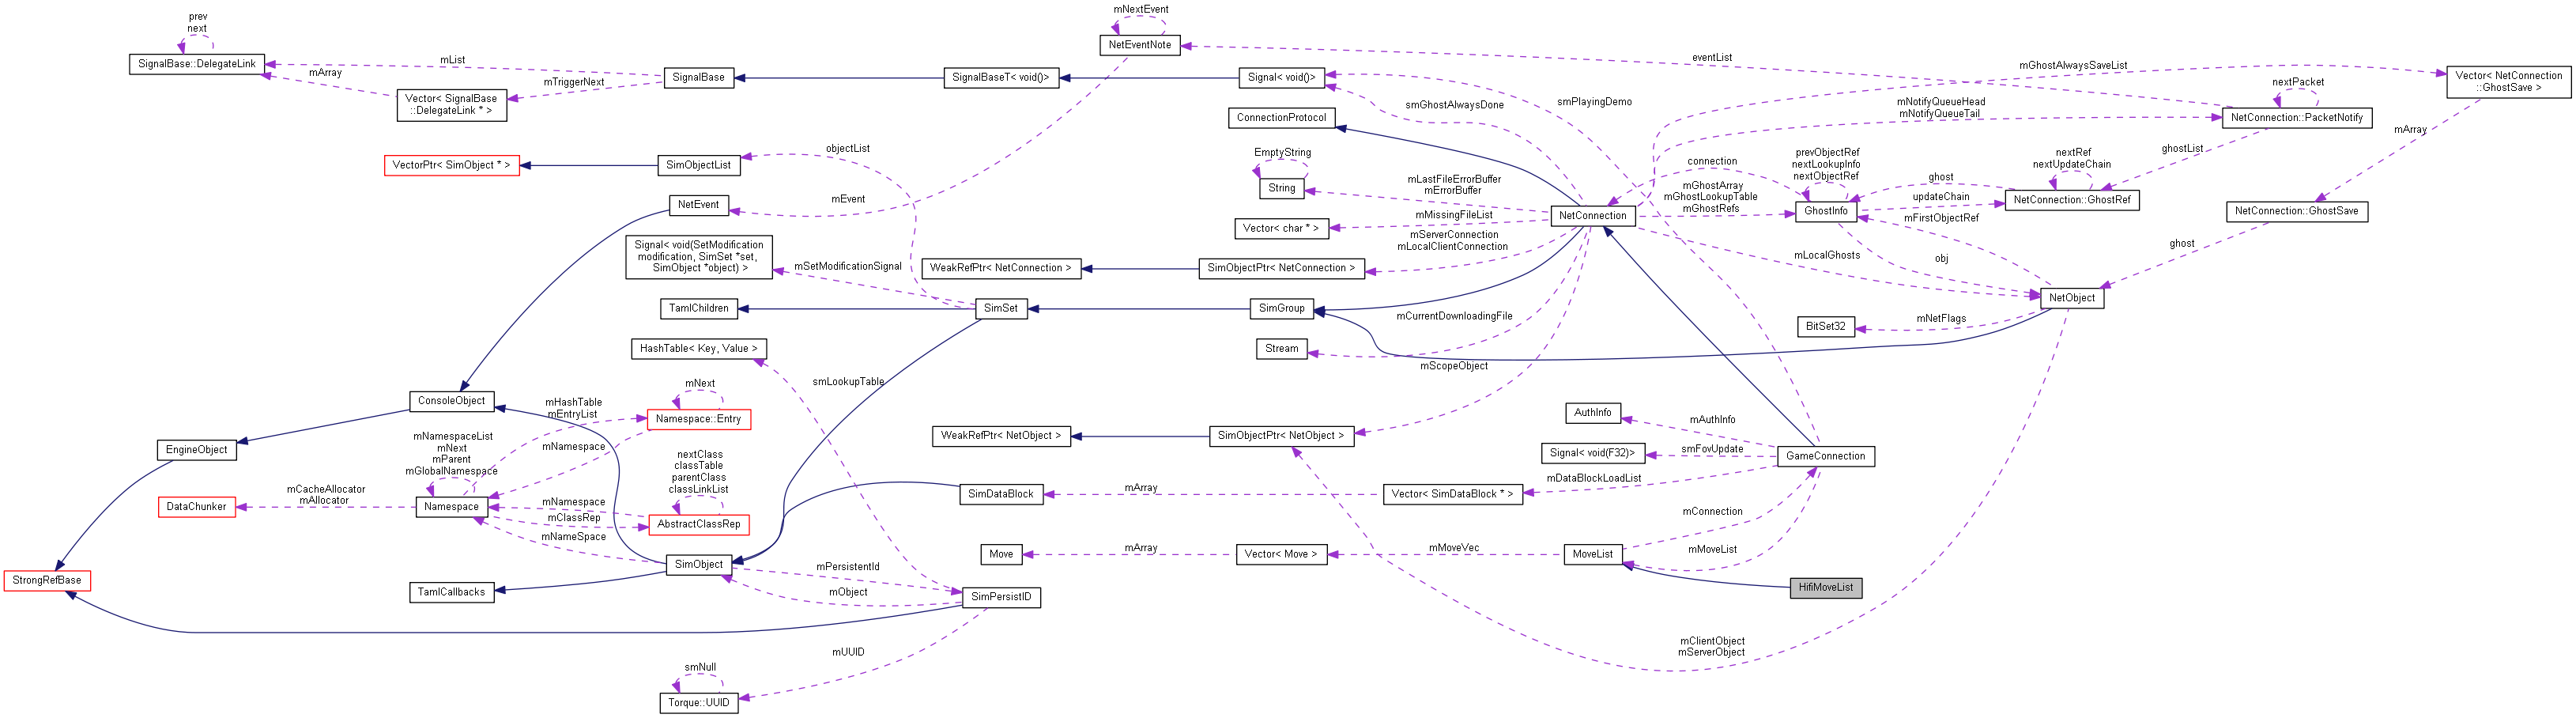 mNextEvent
prev
next
NetEventNote
SignalBase::DelegateLink
mList
eventList
mGhostAlwaysSaveList
SignalBase
SignalBaseT< void()>
Signal< void()>
mArray
mTriggerNext
nextPacket
Vector< NetConnection
::GhostSave >
Vector< SignalBase
::DelegateLink * >
smGhostAlwaysDone
smPlayingDemo
mNotifyQueueHead
mNotifyQueueTail
NetConnection::PacketNotify
ConnectionProtocol
mArray
objectList
EmptyString
ghostList
VectorPtr< SimObject * >
SimObjectList
connection
prevObjectRef
nextLookupInfo
nextObjectRef
nextRef
nextUpdateChain
String
mLastFileErrorBuffer
mErrorBuffer
ghost
mEvent
NetEvent
mGhostArray
mGhostLookupTable
mGhostRefs
updateChain
NetConnection::GhostRef
NetConnection
GhostInfo
NetConnection::GhostSave
mMissingFileList
mFirstObjectRef
Vector< char * >
Signal< void(SetModification
modification, SimSet *set,
SimObject *object) >
mServerConnection
mLocalClientConnection
ghost
mSetModificationSignal
WeakRefPtr< NetConnection >
SimObjectPtr< NetConnection >
mLocalGhosts
obj
NetObject
TamlChildren
SimSet
SimGroup
mCurrentDownloadingFile
BitSet32
mNetFlags
HashTable< Key, Value >
Stream
mScopeObject
smLookupTable
mNext
ConsoleObject
mHashTable
mEntryList
Namespace::Entry
AuthInfo
mAuthInfo
mNamespaceList
mNext
mParent
mGlobalNamespace
WeakRefPtr< NetObject >
SimObjectPtr< NetObject >
EngineObject
mNamespace
nextClass
classTable
parentClass
classLinkList
Signal< void(F32)>
smFovUpdate
GameConnection
mDataBlockLoadList
mCacheAllocator
mAllocator
SimDataBlock
mArray
Vector< SimDataBlock * >
DataChunker
Namespace
mNamespace
mClassRep
AbstractClassRep
mConnection
mNameSpace
Move
mArray
Vector< Move >
mMoveVec
MoveList
mMoveList
StrongRefBase
SimObject
mPersistentId
mObject
TamlCallbacks
SimPersistID
HifiMoveList
mUUID
mClientObject
mServerObject
smNull
Torque::UUID